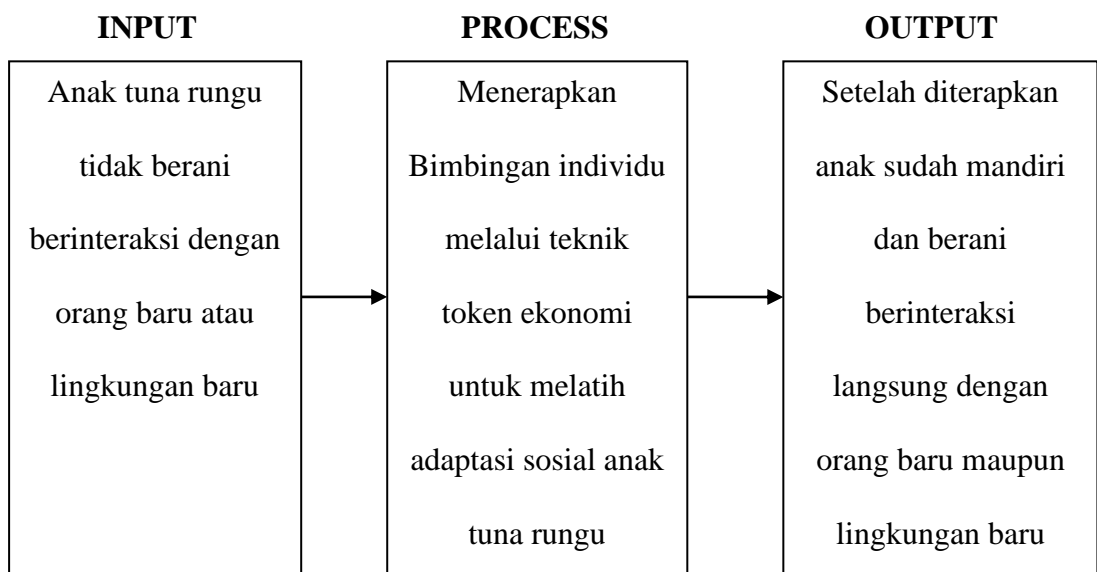 INPUT
Anak tuna rungu
tidak berani
berinteraksi dengan
orang baru atau
lingkungan baru
PROCESS
Menerapkan
Bimbingan individu
melalui teknik
token ekonomi
untuk melatih
adaptasi sosial anak
tuna rungu
OUTPUT
Setelah diterapkan
anak sudah mandiri
dan berani
berinteraksi
langsung dengan
orang baru maupun
lingkungan baru